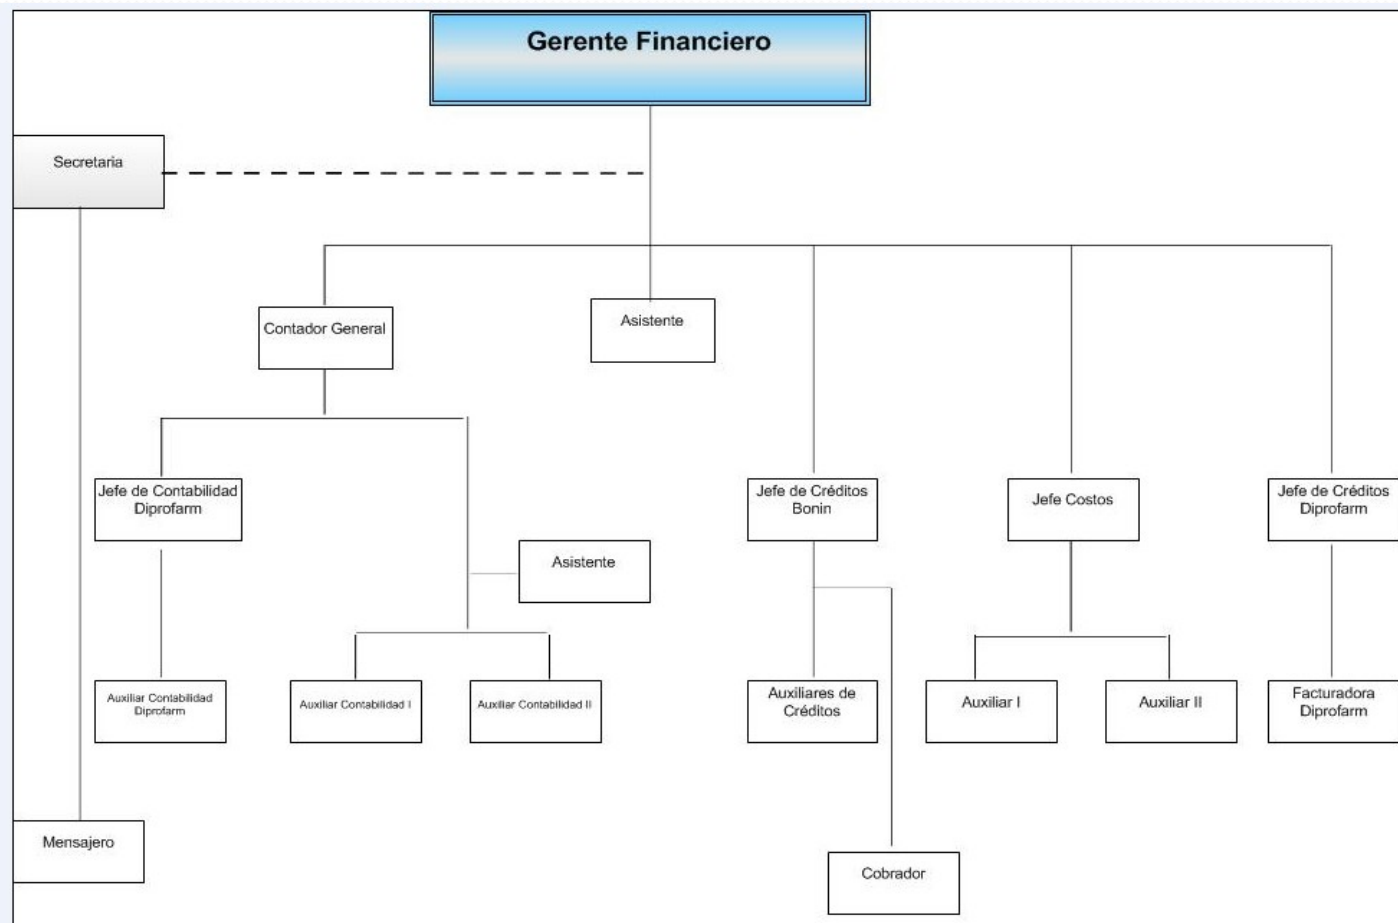 Gerente Financiero
Secretaria
Contador General
Asistente
Jefe de Contabilidad
Diprofarm
Jefe de Créditos
Bonin
Jefe Costos
Jefe de Créditos
Diprofarm
Asistente
Auxiliar Contabilidad
Diprofarm
Auxiliar Contabilidad I
Auxiliar Contabilidad II
Auxiliares de
Créditos
Auxiliar I
Auxiliar II
Facturadora
Diprofarm
Mensajero
Cobrador